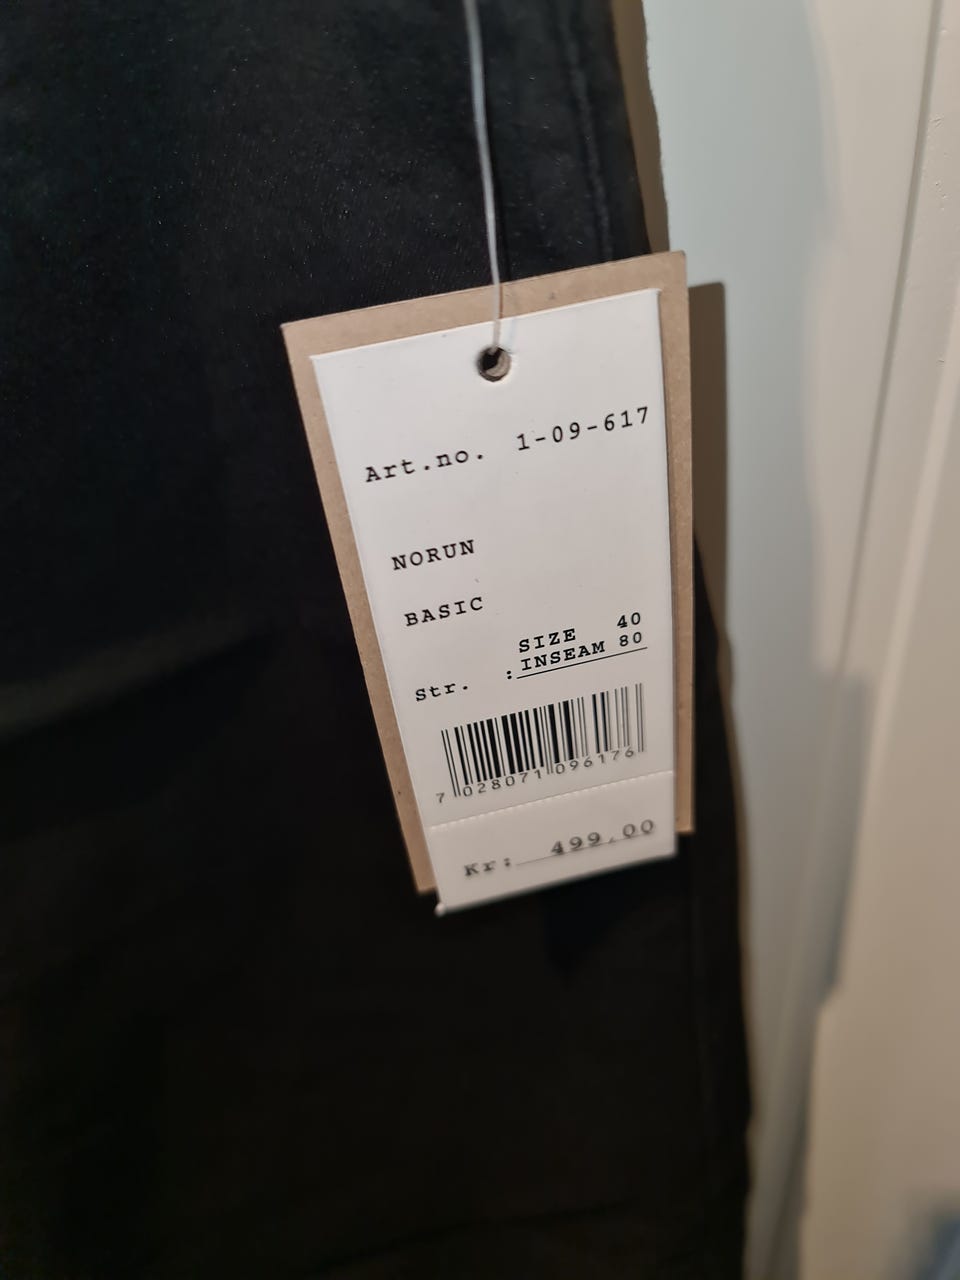 Art.no. 1-09-617
NORUN
BASIC
SIZE 40
INSEAM 80
Str. :
7 028071 096176
Kr: 499.00